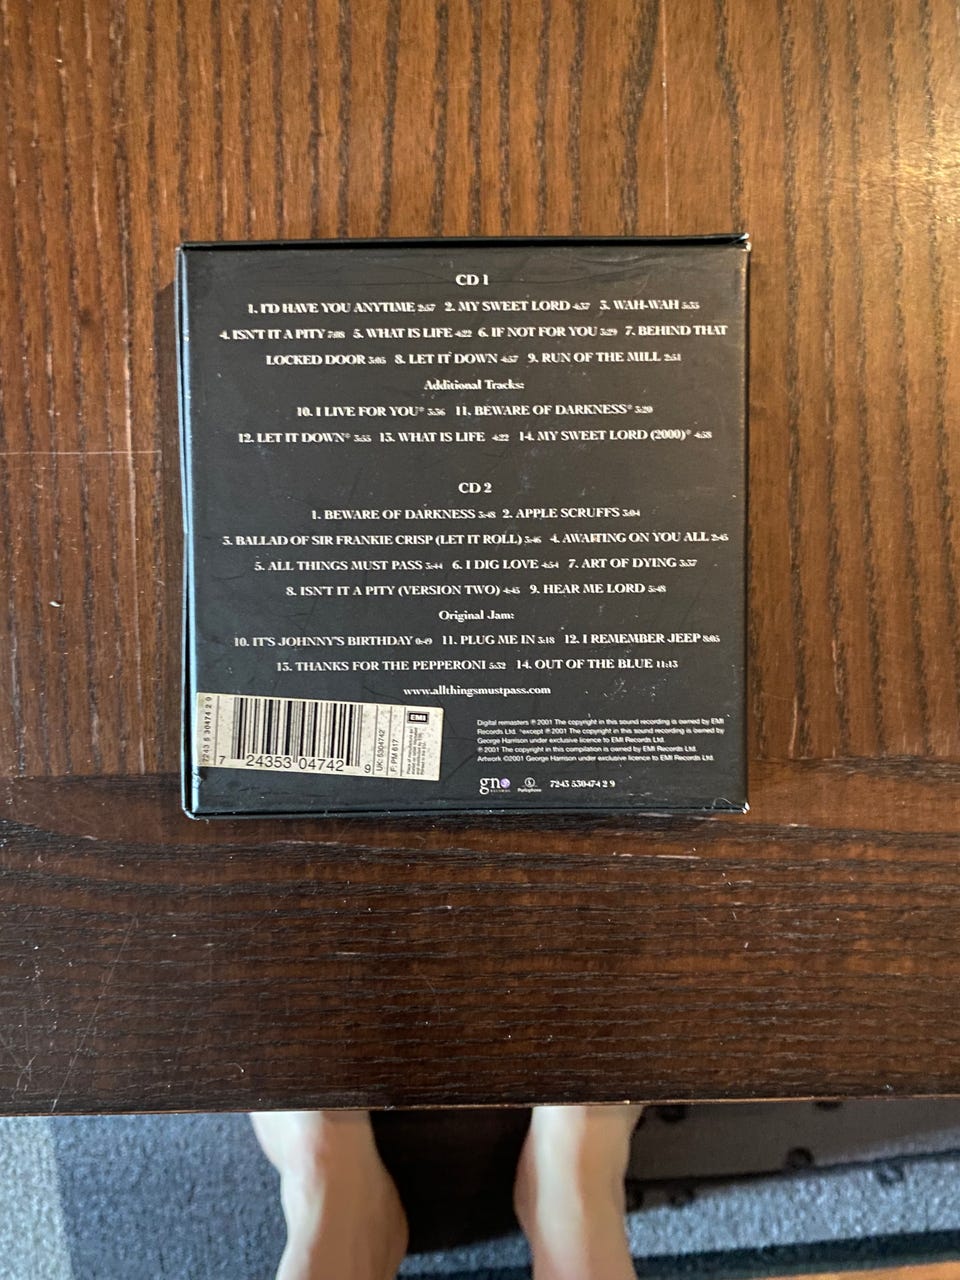 CD 1
1. I'D HAVE YOU ANYTIME 2:57 2. MY SWEET LORD 4:37 3. WAH-WAH 5:35
4. ISN'T IT A PITY 7:08 5. WHAT IS LIFE 4:22 6. IF NOT FOR YOU 3:29 7. BEHIND THAT
LOCKED DOOR 3:05 8. LET IT DOWN 4:57 9. RUN OF THE MILL 2:51
Additional Tracks:
10. I LIVE FOR YOU* 3:36 11. BEWARE OF DARKNESS* 3:20
12. LET IT DOWN* 3:55 13. WHAT IS LIFE 4:22 14. MY SWEET LORD (2000)* 4:58
CD 2
1. BEWARE OF DARKNESS 3:48 2. APPLE SCRUFFS 3:04
3. BALLAD OF SIR FRANKIE CRISP (LET IT ROLL) 3:46 4. AWAITING ON YOU ALL 2:45
5. ALL THINGS MUST PASS 3:44 6. I DIG LOVE 4:54 7. ART OF DYING 3:37
8. ISN'T IT A PITY (VERSION TWO) 4:45 9. HEAR ME LORD 5:48
Original Jam:
10. IT'S JOHNNY'S BIRTHDAY 0:49 11. PLUG ME IN 3:18 12. I REMEMBER JEEP 8:05
13. THANKS FOR THE PEPPERONI 5:32 14. OUT OF THE BLUE 11:13
www.allthingsmustpass.com
7243 5 30474 2 9
7 24353 04742 9
UK: 5304742
F: PM 617
EMI
Digital remasters ℗ 2001 The copyright in this sound recording is owned by EMI
Records Ltd. *except ℗ 2001 The copyright in this sound recording is owned by
George Harrison under exclusive licence to EMI Records Ltd.
℗ 2001 The copyright in this compilation is owned by EMI Records Ltd.
Artwork ©2001 George Harrison under exclusive licence to EMI Records Ltd.
gn
RECORDS
Parlophone
7243 530474 2 9